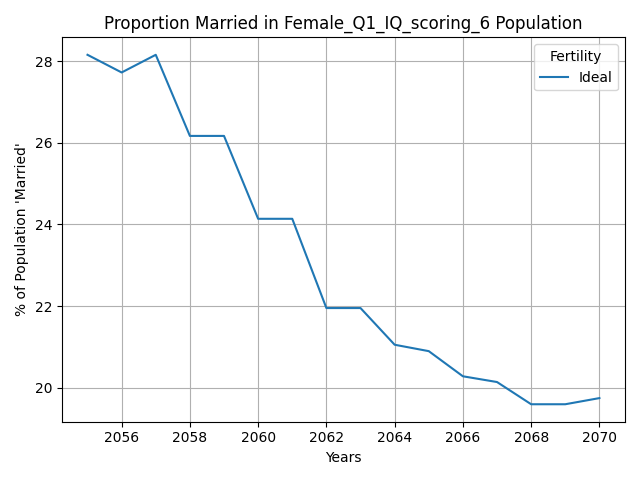 Proportion Married in Female_Q1_IQ_scoring_6 Population
Fertility
Ideal
% of Population 'Married'
28
26
24
22
20
2056 2058 2060 2062 2064 2066 2068 2070
Years